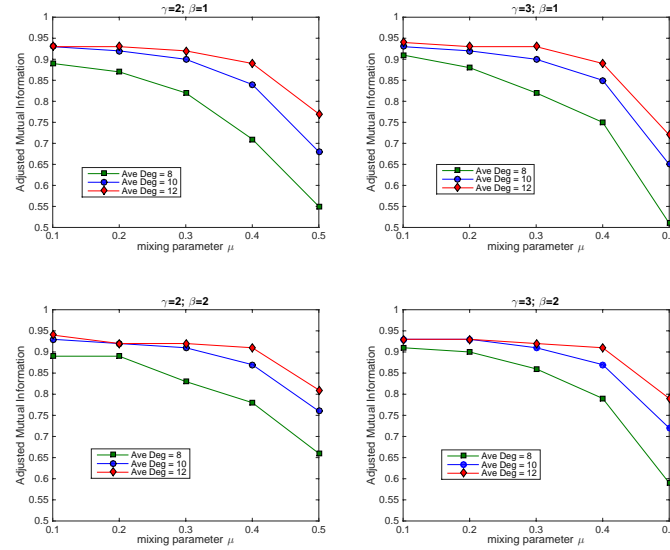 γ=2; β=1
Adjusted Mutual Information
1
0.95
0.9
0.85
0.8
0.75
0.7
0.65
0.6
0.55
0.5
Ave Deg = 8
Ave Deg = 10
Ave Deg = 12
0.1 0.2 0.3 0.4 0.5
mixing parameter μ
γ=3; β=1
Adjusted Mutual Information
1
0.95
0.9
0.85
0.8
0.75
0.7
0.65
0.6
0.55
0.5
Ave Deg = 8
Ave Deg = 10
Ave Deg = 12
0.1 0.2 0.3 0.4 0.
mixing parameter μ
γ=2; β=2
Adjusted Mutual Information
1
0.95
0.9
0.85
0.8
0.75
0.7
0.65
0.6
0.55
0.5
Ave Deg = 8
Ave Deg = 10
Ave Deg = 12
0.1 0.2 0.3 0.4 0.5
mixing parameter μ
γ=3; β=2
Adjusted Mutual Information
1
0.95
0.9
0.85
0.8
0.75
0.7
0.65
0.6
0.55
0.5
Ave Deg = 8
Ave Deg = 10
Ave Deg = 12
0.1 0.2 0.3 0.4 0.
mixing parameter μ